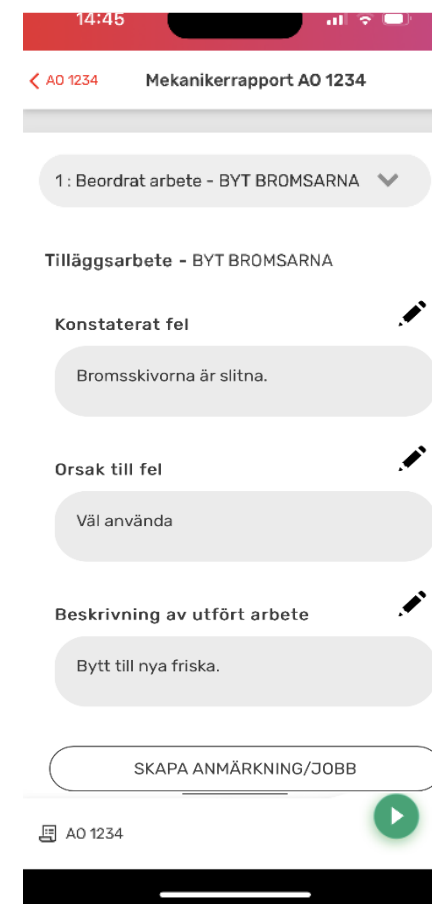 14:45
AO 1234
Mekanikerrapport AO 1234
1 : Beordrat arbete - BYT BROMSARNA
Tilläggsarbete - BYT BROMSARNA
Konstaterat fel
Bromsskivorna är slitna.
Orsak till fel
Väl använda
Beskrivning av utfört arbete
Bytt till nya friska.
SKAPA ANMÄRKNING/JOBB
AO 1234